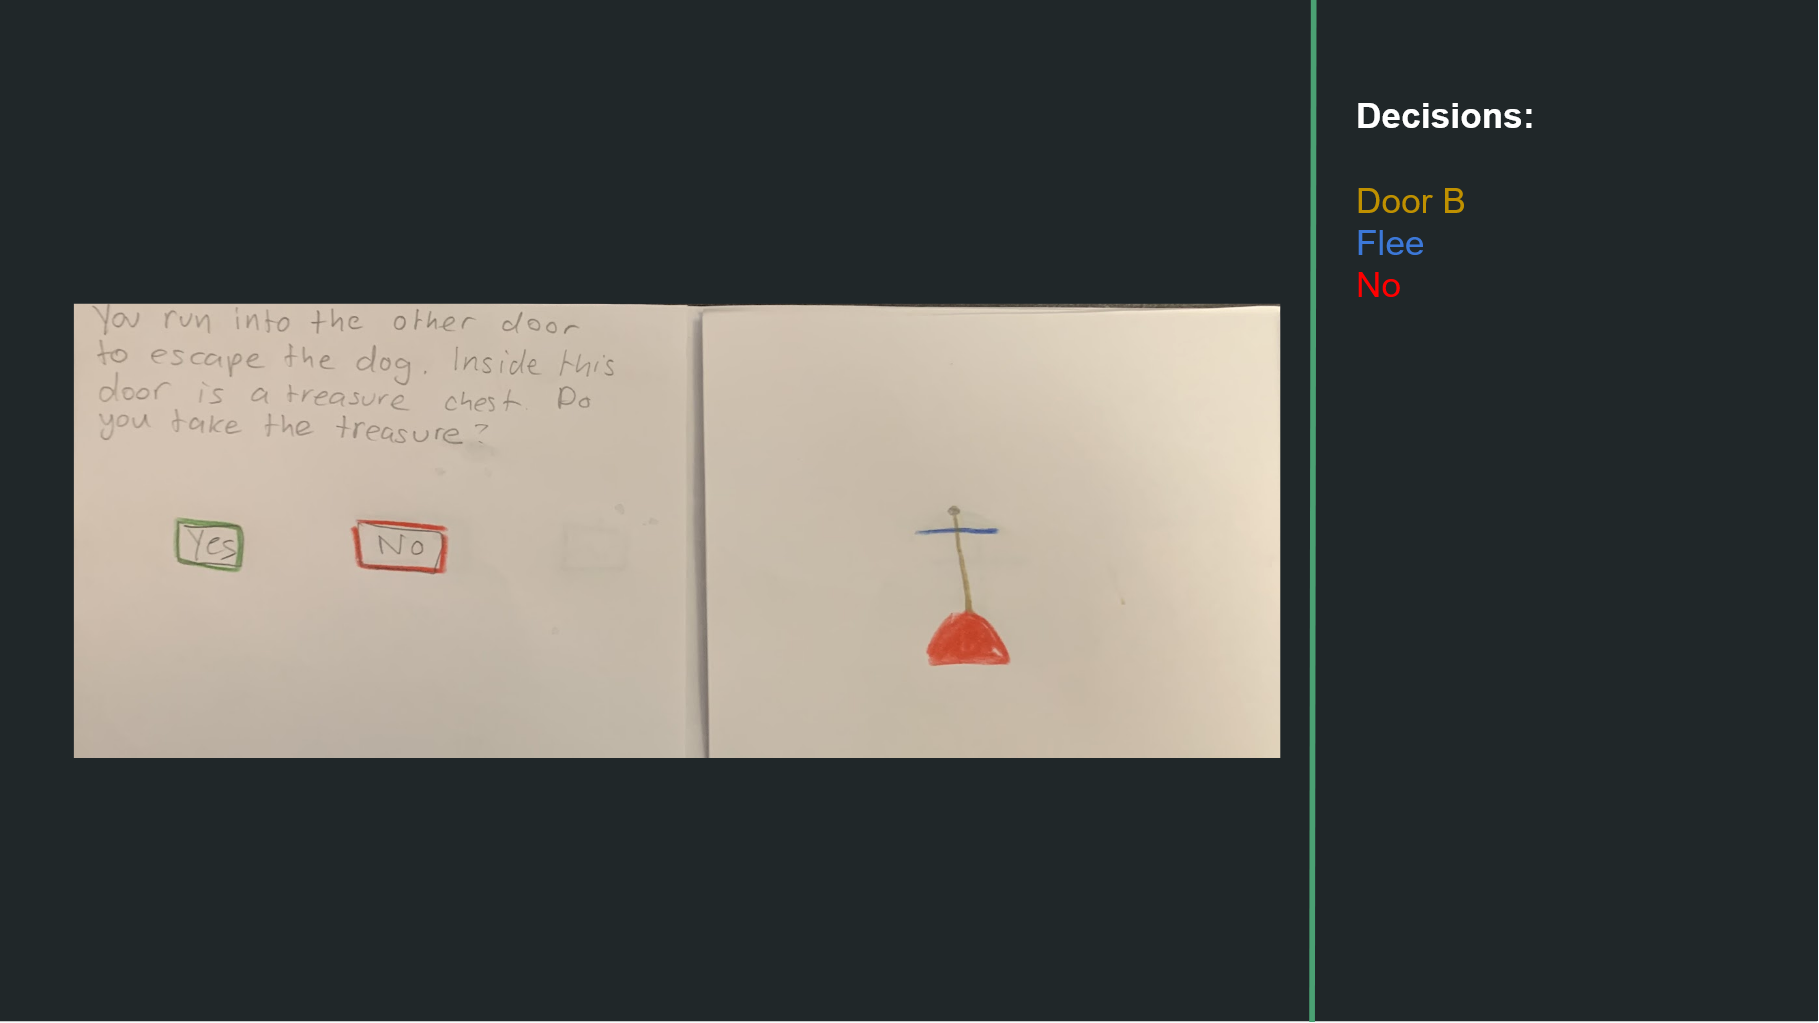 You run into the other door
to escape the dog. Inside this
door is a treasure chest. Do
you take the treasure?
Yes
No
Decisions:
Door B
Flee
No